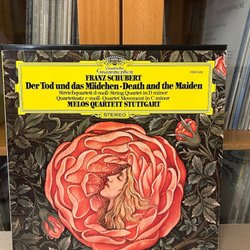 Deutsche
Grammophon
FRANZ SCHUBERT
Der Tod und das Mädchen · Death and the Maiden
Streichquartett d-moll · String Quartet in D minor
Quartettsatz c-moll · Quartet Movement in C minor
MELOS QUARTETT STUTTGART
STEREO